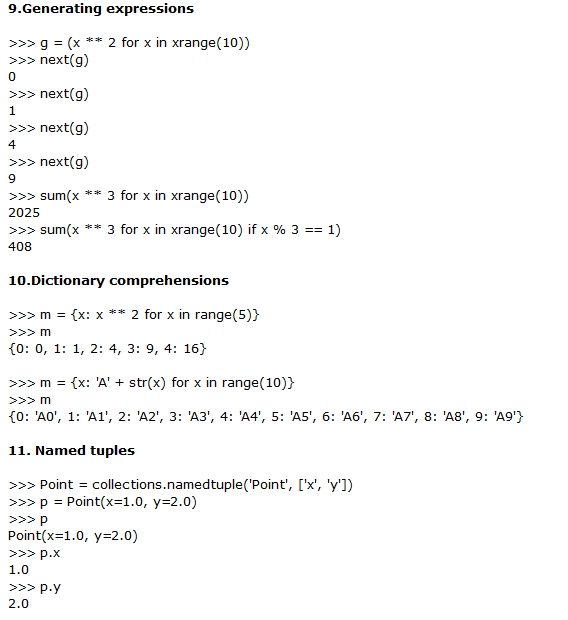 9.Generating expressions
>>> g = (x ** 2 for x in xrange(10))
>>> next(g)
0
>>> next(g)
1
>>> next(g)
4
>>> next(g)
9
>>> sum(x ** 3 for x in xrange(10))
2025
>>> sum(x ** 3 for x in xrange(10) if x % 3 == 1)
408
10.Dictionary comprehensions
>>> m = {x: x ** 2 for x in range(5)}
>>> m
{0: 0, 1: 1, 2: 4, 3: 9, 4: 16}
>>> m = {x: 'A' + str(x) for x in range(10)}
>>> m
{0: 'A0', 1: 'A1', 2: 'A2', 3: 'A3', 4: 'A4', 5: 'A5', 6: 'A6', 7: 'A7', 8: 'A8', 9: 'A9'}
11. Named tuples
>>> Point = collections.namedtuple('Point', ['x', 'y'])
>>> p = Point(x=1.0, y=2.0)
>>> p
Point(x=1.0, y=2.0)
>>> p.x
1.0
>>> p.y
2.0